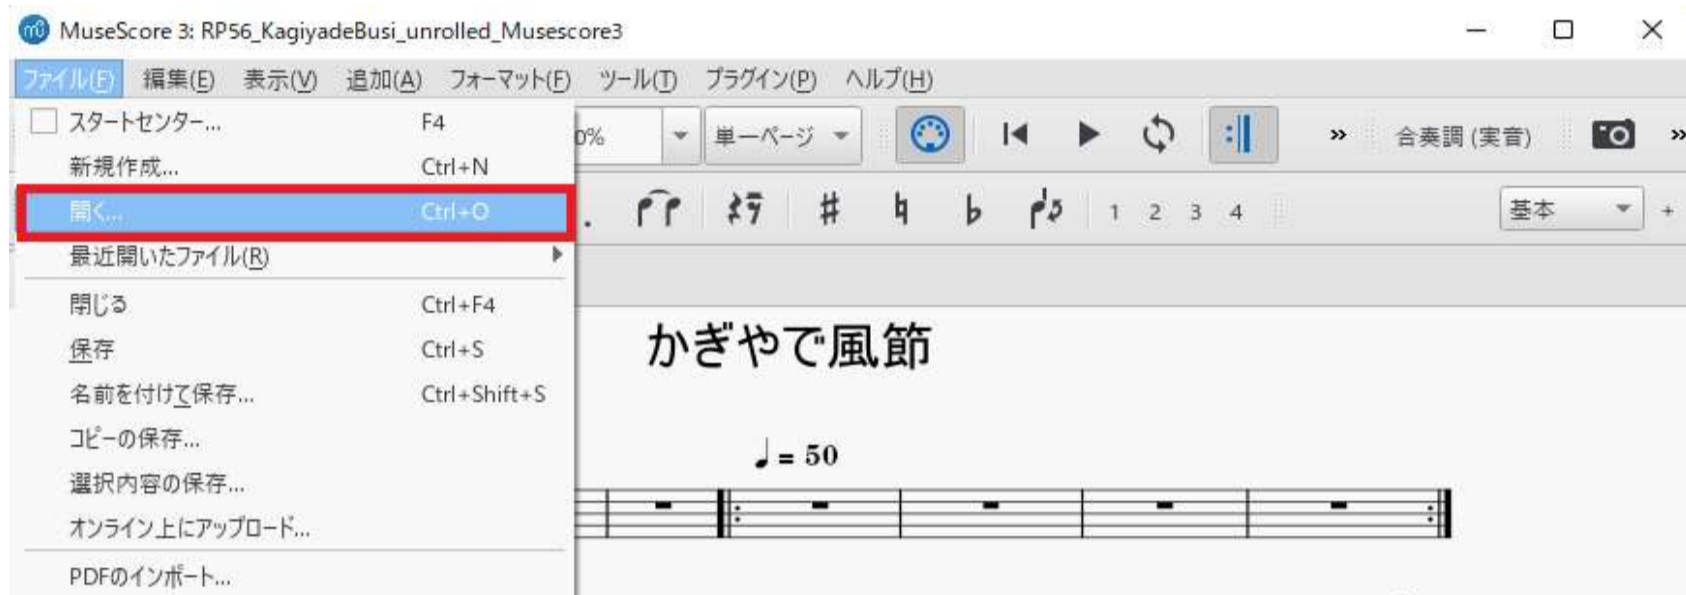 MuseScore 3: RP56_KagiyadeBusi_unrolled_Musescore3
ファイル(F) 編集(E) 表示(V) 追加(A) フォーマット(F) ツール(T) プラグイン(P) ヘルプ(H)
スタートセンター... F4
0% 単一ページ » 合奏調 (実音) »
新規作成... Ctrl+N
開く... Ctrl+O
1 2 3 4 基本 +
最近開いたファイル(R)
閉じる Ctrl+F4
かぎやで風節
保存 Ctrl+S
名前を付けて保存... Ctrl+Shift+S
コピーの保存...
♩ = 50
選択内容の保存...
オンライン上にアップロード...
PDFのインポート...